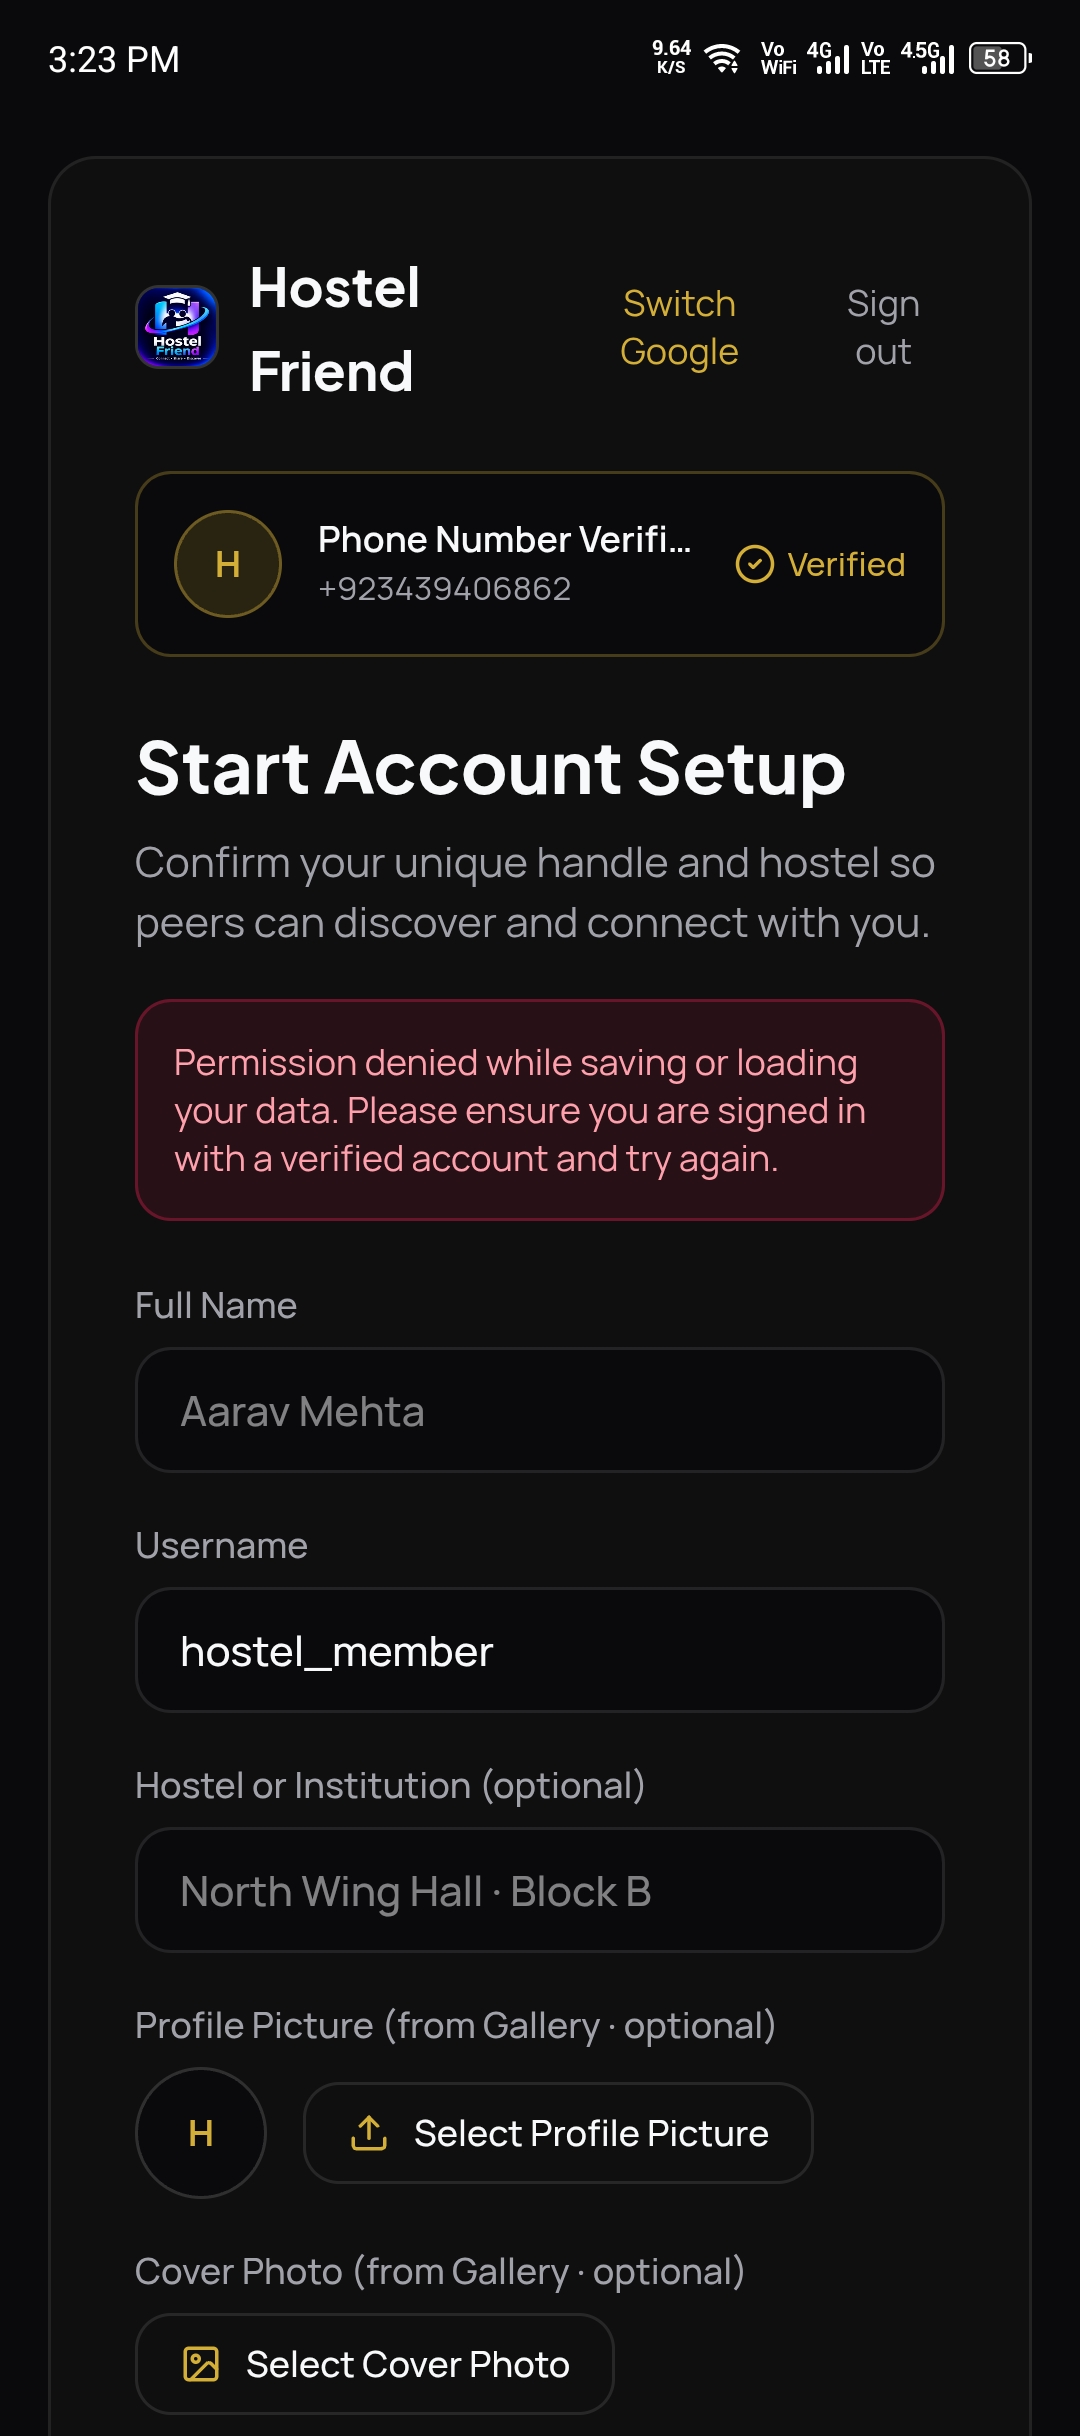 3:23 PM
9.64 K/S
Vo WiFi
4G
Vo LTE
4.5G
58
Hostel Friend
Hostel
Friend
Switch
Google
Sign
out
H
Phone Number Verifi...
+923439406862
Verified
Start Account Setup
Confirm your unique handle and hostel so
peers can discover and connect with you.
Permission denied while saving or loading
your data. Please ensure you are signed in
with a verified account and try again.
Full Name
Aarav Mehta
Username
hostel_member
Hostel or Institution (optional)
North Wing Hall · Block B
Profile Picture (from Gallery · optional)
H
Select Profile Picture
Cover Photo (from Gallery · optional)
Select Cover Photo